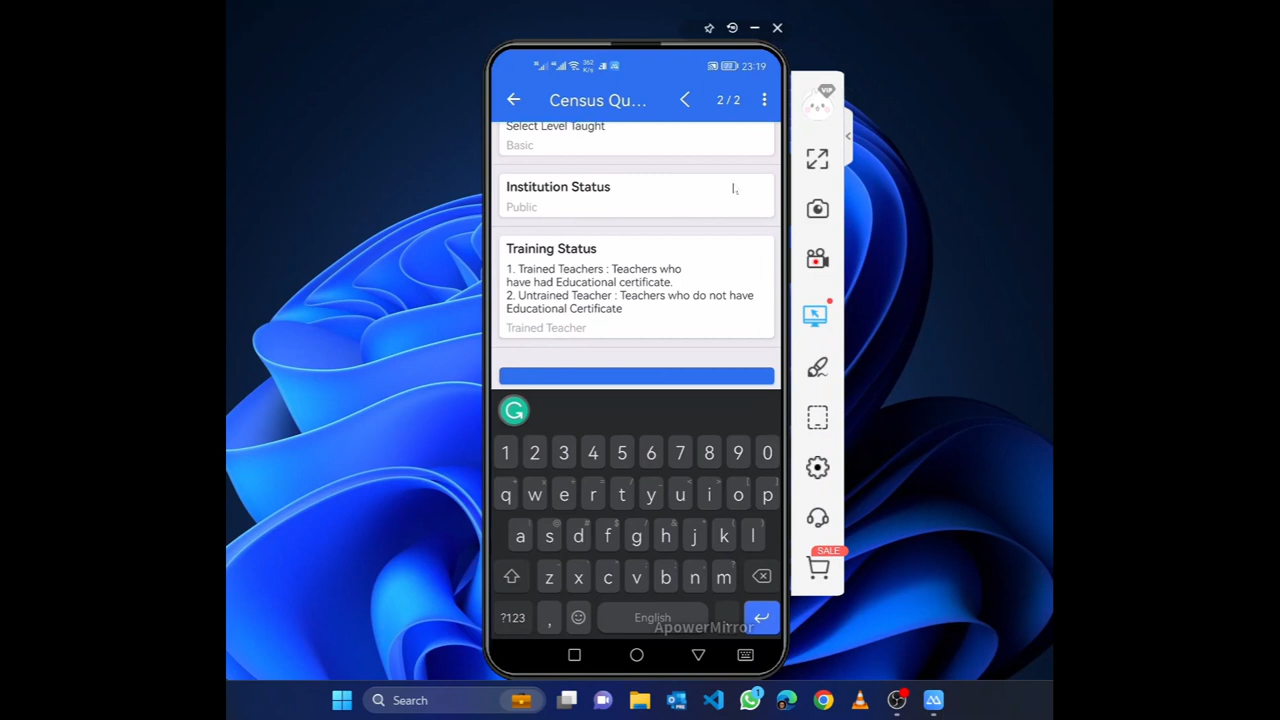 23:19
Census Qu...
2 / 2
VIP
Select Level Taught
Basic
Institution Status
Public
Training Status
1. Trained Teachers : Teachers who
have had Educational certificate.
2. Untrained Teacher : Teachers who do not have
Educational Certificate
Trained Teacher
1 2 3 4 5 6 7 8 9 0
q w e r t y u i o p
a s d f g h j k l
z x c v b n m
?123 , English
ApowerMirror
SALE
Search
1